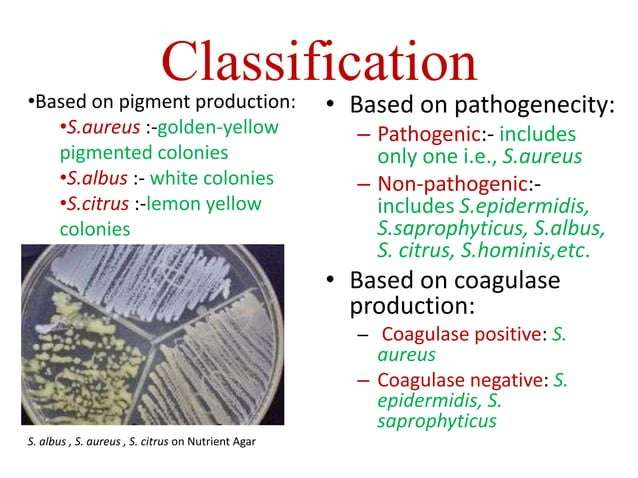 Classification
•Based on pigment production:
•S.aureus :-golden-yellow
pigmented colonies
•S.albus :- white colonies
•S.citrus :-lemon yellow
colonies
S. albus , S. aureus , S. citrus on Nutrient Agar
• Based on pathogenecity:
– Pathogenic:- includes
only one i.e., S.aureus
– Non-pathogenic:-
includes S.epidermidis,
S.saprophyticus, S.albus,
S. citrus, S.hominis,etc.
• Based on coagulase
production:
– Coagulase positive: S.
aureus
– Coagulase negative: S.
epidermidis, S.
saprophyticus